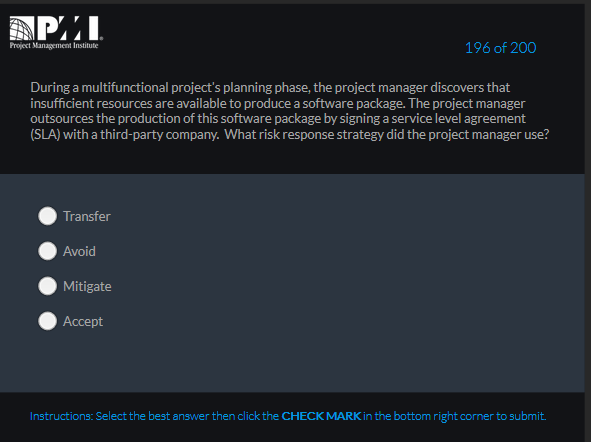 PMI.
Project Management Institute
196 of 200
During a multifunctional project's planning phase, the project manager discovers that
insufficient resources are available to produce a software package. The project manager
outsources the production of this software package by signing a service level agreement
(SLA) with a third-party company.  What risk response strategy did the project manager use?
Transfer
Avoid
Mitigate
Accept
Instructions: Select the best answer then click the CHECK MARK in the bottom right corner to submit.